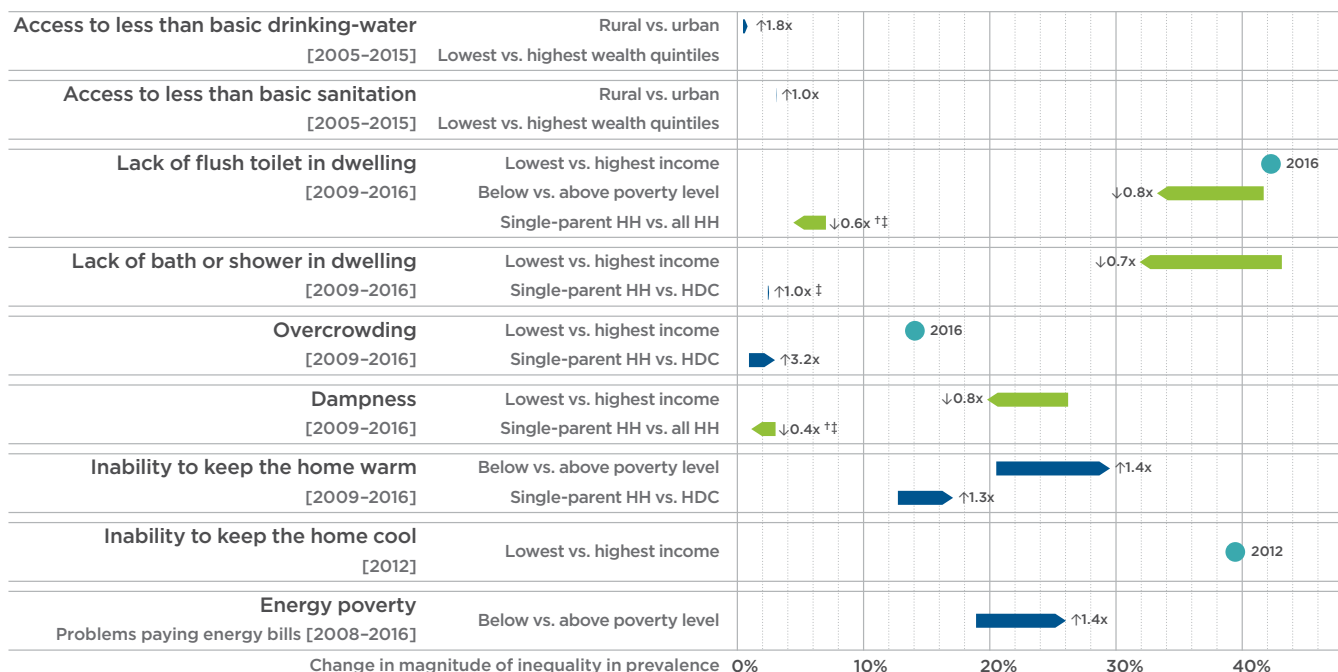 Access to less than basic drinking-water Rural vs. urban ↑1.8x
[2005–2015] Lowest vs. highest wealth quintiles
Access to less than basic sanitation Rural vs. urban ↑1.0x
[2005–2015] Lowest vs. highest wealth quintiles
Lack of flush toilet in dwelling Lowest vs. highest income 2016
[2009–2016] Below vs. above poverty level ↓0.8x
Single-parent HH vs. all HH ↓0.6x †‡
Lack of bath or shower in dwelling Lowest vs. highest income ↓0.7x
[2009–2016] Single-parent HH vs. HDC ↑1.0x ‡
Overcrowding Lowest vs. highest income 2016
[2009–2016] Single-parent HH vs. HDC ↑3.2x
Dampness Lowest vs. highest income ↓0.8x
[2009–2016] Single-parent HH vs. all HH ↓0.4x †‡
Inability to keep the home warm Below vs. above poverty level ↑1.4x
[2009–2016] Single-parent HH vs. HDC ↑1.3x
Inability to keep the home cool
Lowest vs. highest income 2012
[2012]
Energy poverty
Below vs. above poverty level ↑1.4x
Problems paying energy bills [2008–2016]
Change in magnitude of inequality in prevalence 0% 10% 20% 30% 40%